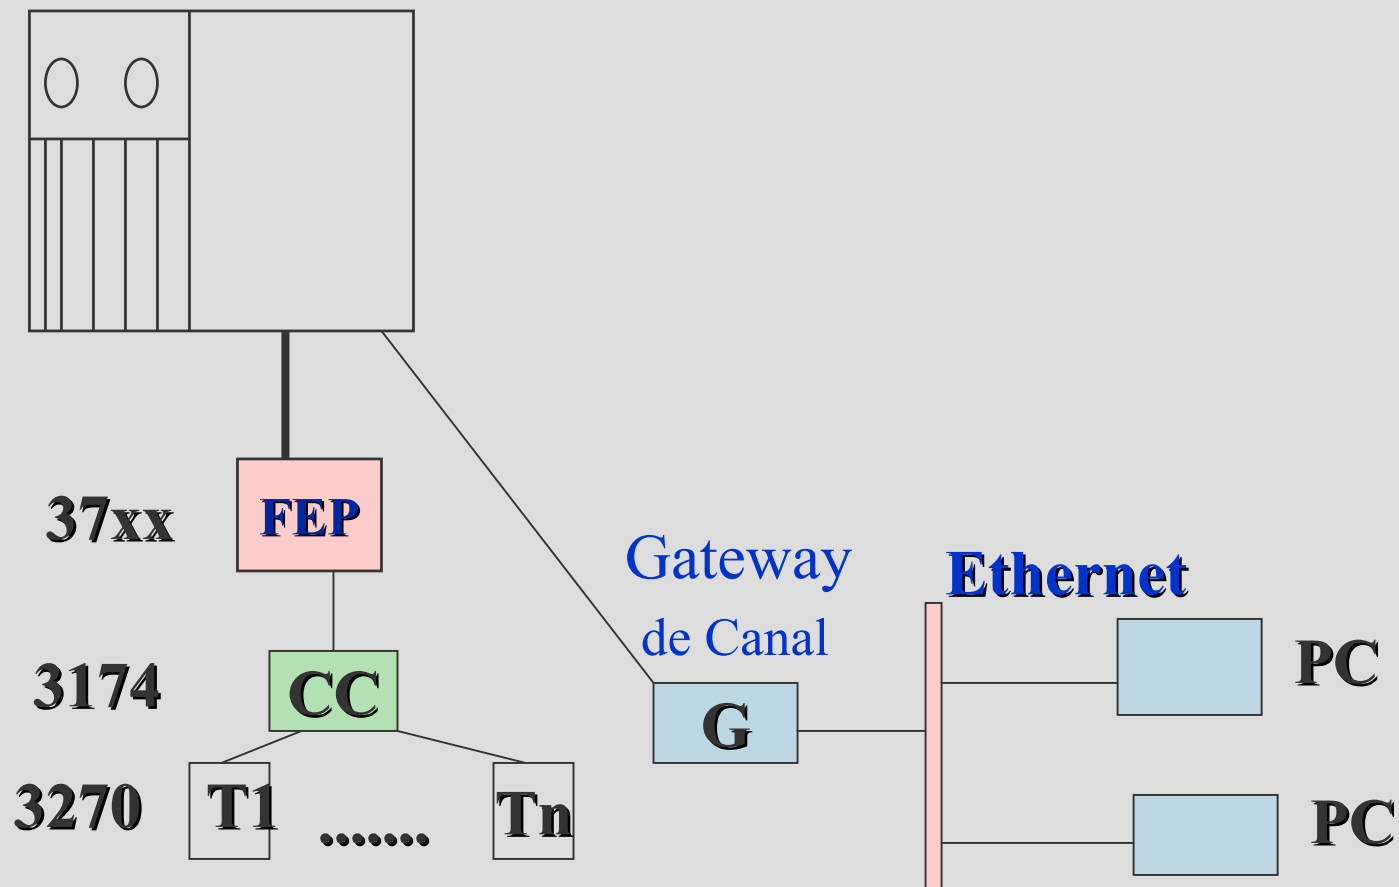 37xx
FEP
Gateway
de Canal
Ethernet
3174
CC
G
PC
3270
T1
.......
Tn
PC